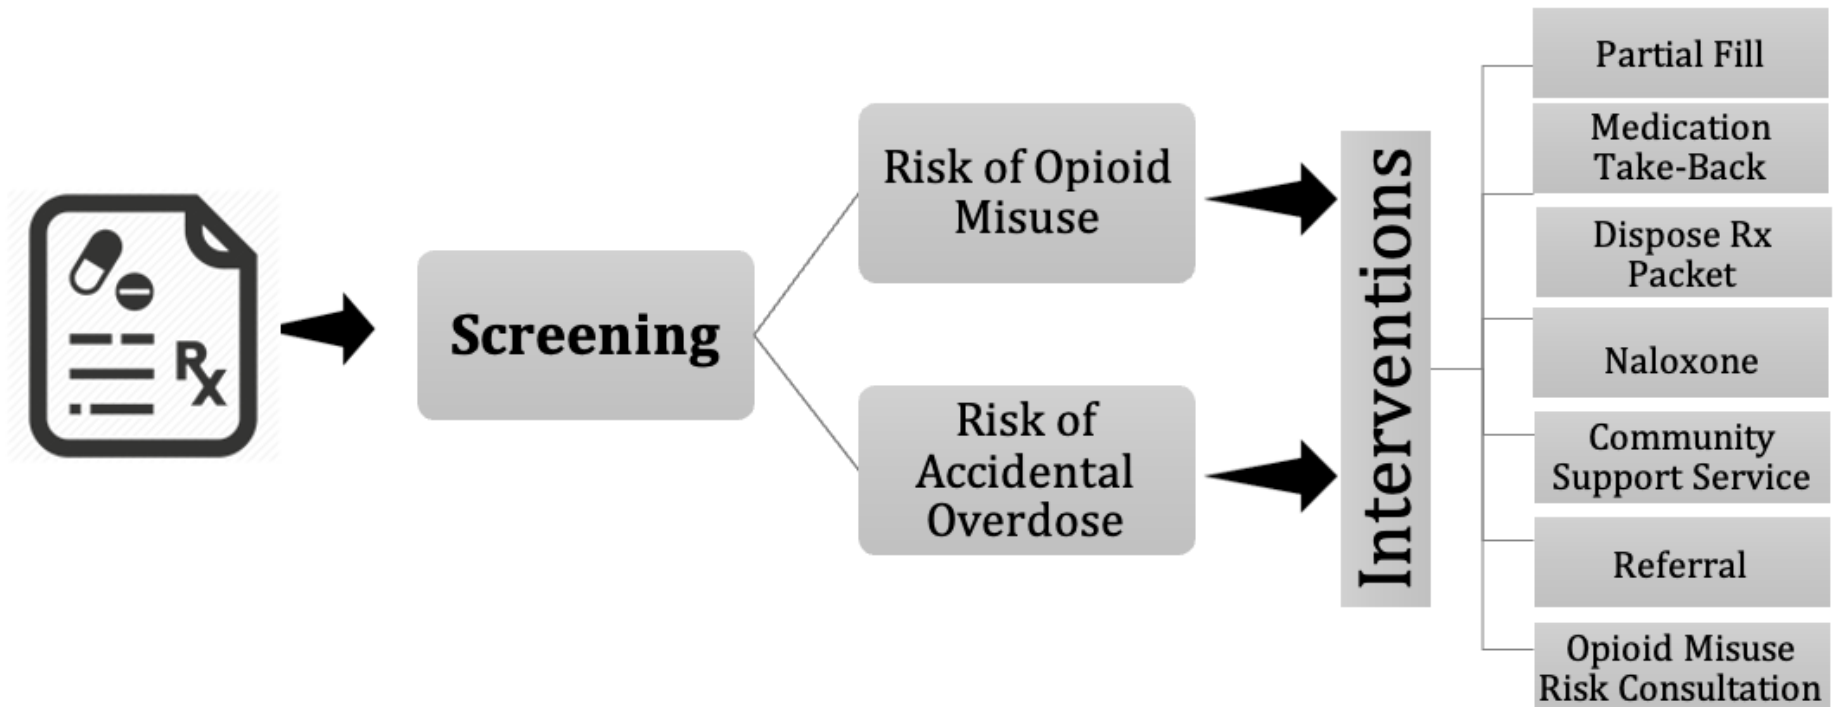 Rx
Screening
Risk of Opioid
Misuse
Risk of
Accidental
Overdose
Interventions
Partial Fill
Medication
Take-Back
Dispose Rx
Packet
Naloxone
Community
Support Service
Referral
Opioid Misuse
Risk Consultation